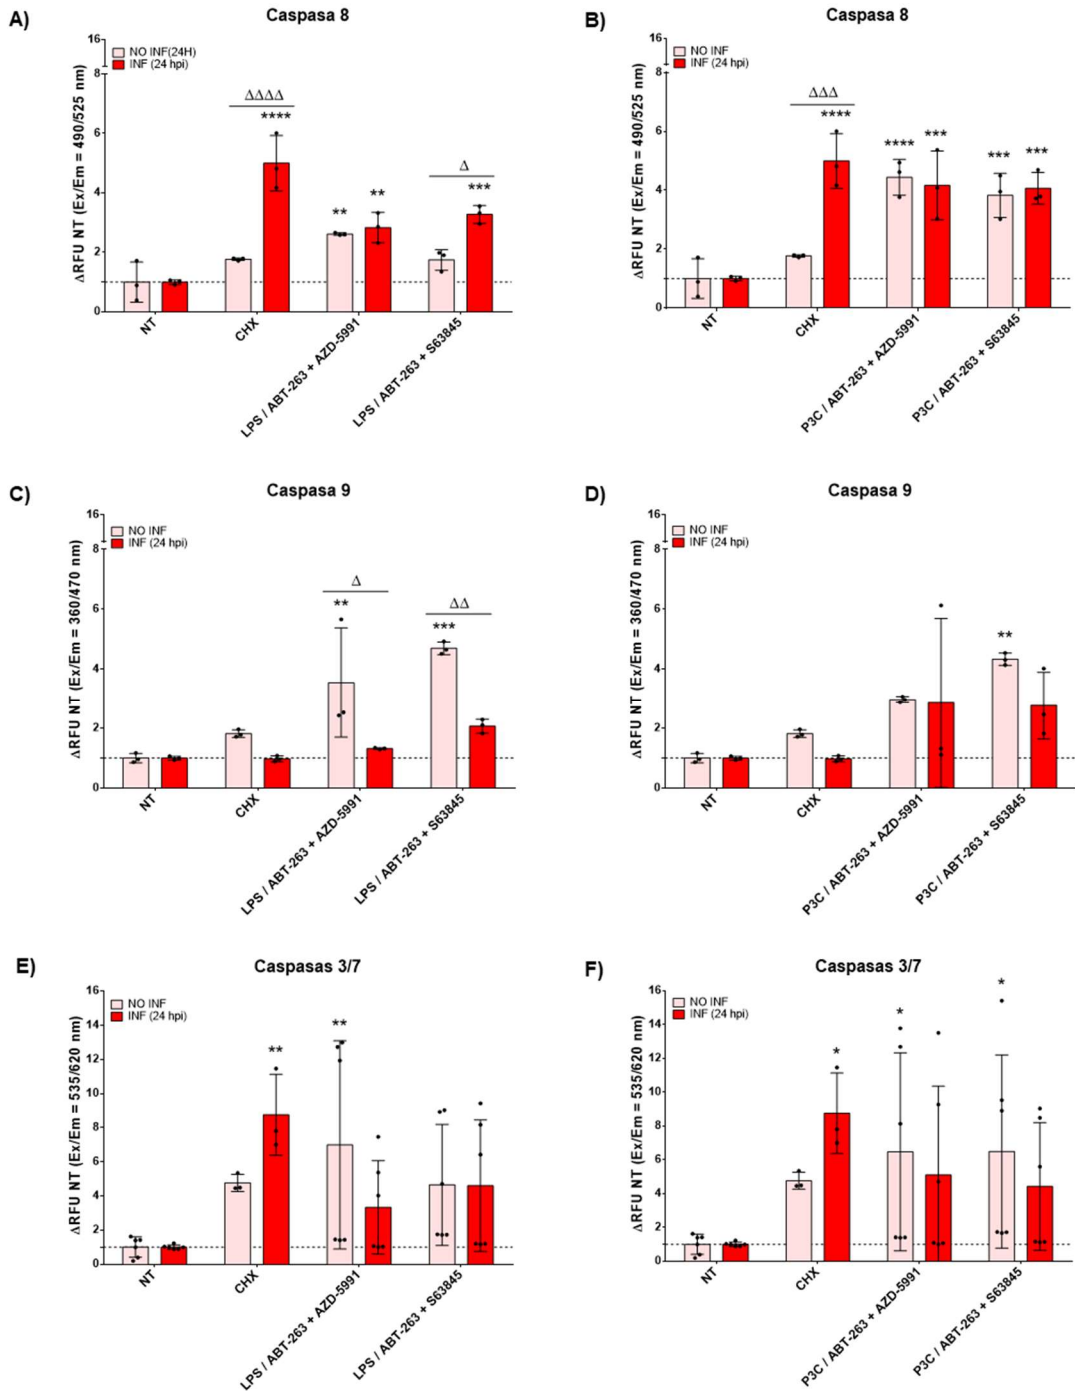 A)
Caspasa 8
NO INF(24H)
INF (24 hpi)
ΔRFU NT (Ex/Em = 490/525 nm)
16
8
6
4
2
0
ΔΔΔΔ
****
**
**
Δ
***
NT
CHX
LPS / ABT-263 + AZD-5991
LPS / ABT-263 + S63845
B)
Caspasa 8
NO INF
INF (24 hpi)
ΔRFU NT (Ex/Em = 490/525 nm)
16
8
6
4
2
0
ΔΔΔ
****
****
***
***
***
NT
CHX
P3C / ABT-263 + AZD-5991
P3C / ABT-263 + S63845
C)
Caspasa 9
NO INF
INF (24 hpi)
ΔRFU NT (Ex/Em = 360/470 nm)
16
8
6
4
2
0
Δ
**
ΔΔ
***
NT
CHX
LPS / ABT-263 + AZD-5991
LPS / ABT-263 + S63845
D)
Caspasa 9
NO INF
INF (24 hpi)
ΔRFU NT (Ex/Em = 360/470 nm)
16
8
6
4
2
0
**
NT
CHX
P3C / ABT-263 + AZD-5991
P3C / ABT-263 + S63845
E)
Caspasas 3/7
NO INF
INF (24 hpi)
ΔRFU NT (Ex/Em = 535/620 nm)
16
14
12
10
8
6
4
2
0
**
**
NT
CHX
LPS / ABT-263 + AZD-5991
LPS / ABT-263 + S63845
F)
Caspasas 3/7
NO INF
INF (24 hpi)
ΔRFU NT (Ex/Em = 535/620 nm)
16
14
12
10
8
6
4
2
0
*
*
*
NT
CHX
P3C / ABT-263 + AZD-5991
P3C / ABT-263 + S63845